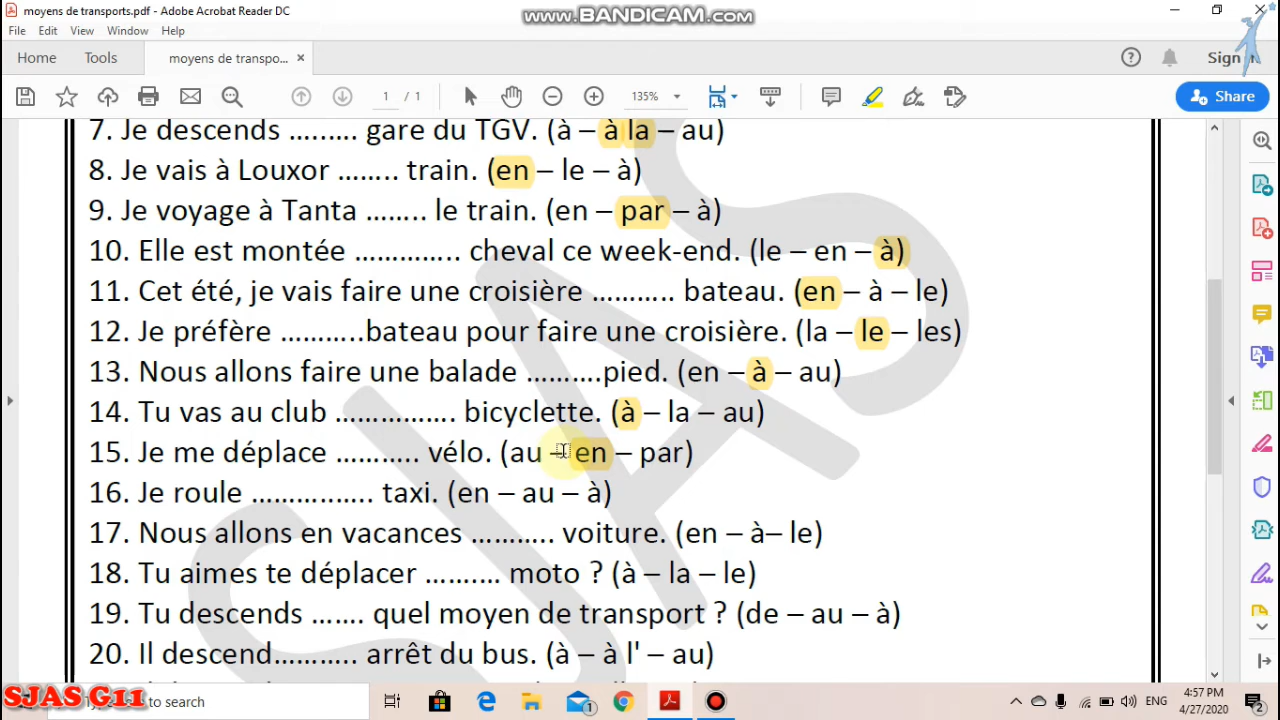 moyens de transports.pdf - Adobe Acrobat Reader DC
WWW.BANDICAM.COM
File Edit View Window Help
Home Tools moyens de transpo... × Sign In
1 / 1 135% Share
7. Je descends ……… gare du TGV. (à – à la – au)
8. Je vais à Louxor …….. train. (en – le – à)
9. Je voyage à Tanta …….. le train. (en – par – à)
10. Elle est montée ………….. cheval ce week-end. (le – en – à)
11. Cet été, je vais faire une croisière ……….. bateau. (en – à – le)
12. Je préfère ………..bateau pour faire une croisière. (la – le – les)
13. Nous allons faire une balade ……….pied. (en – à – au)
14. Tu vas au club ……………. bicyclette. (à – la – au)
15. Je me déplace ……….. vélo. (au – en – par)
16. Je roule …………… taxi. (en – au – à)
17. Nous allons en vacances ……….. voiture. (en – à– le)
18. Tu aimes te déplacer ………. moto ? (à – la – le)
19. Tu descends ……. quel moyen de transport ? (de – au – à)
20. Il descend……….. arrêt du bus. (à – à l' – au)
SJAS
SJAS G11
to search
1
ENG
4:57 PM
4/27/2020
2